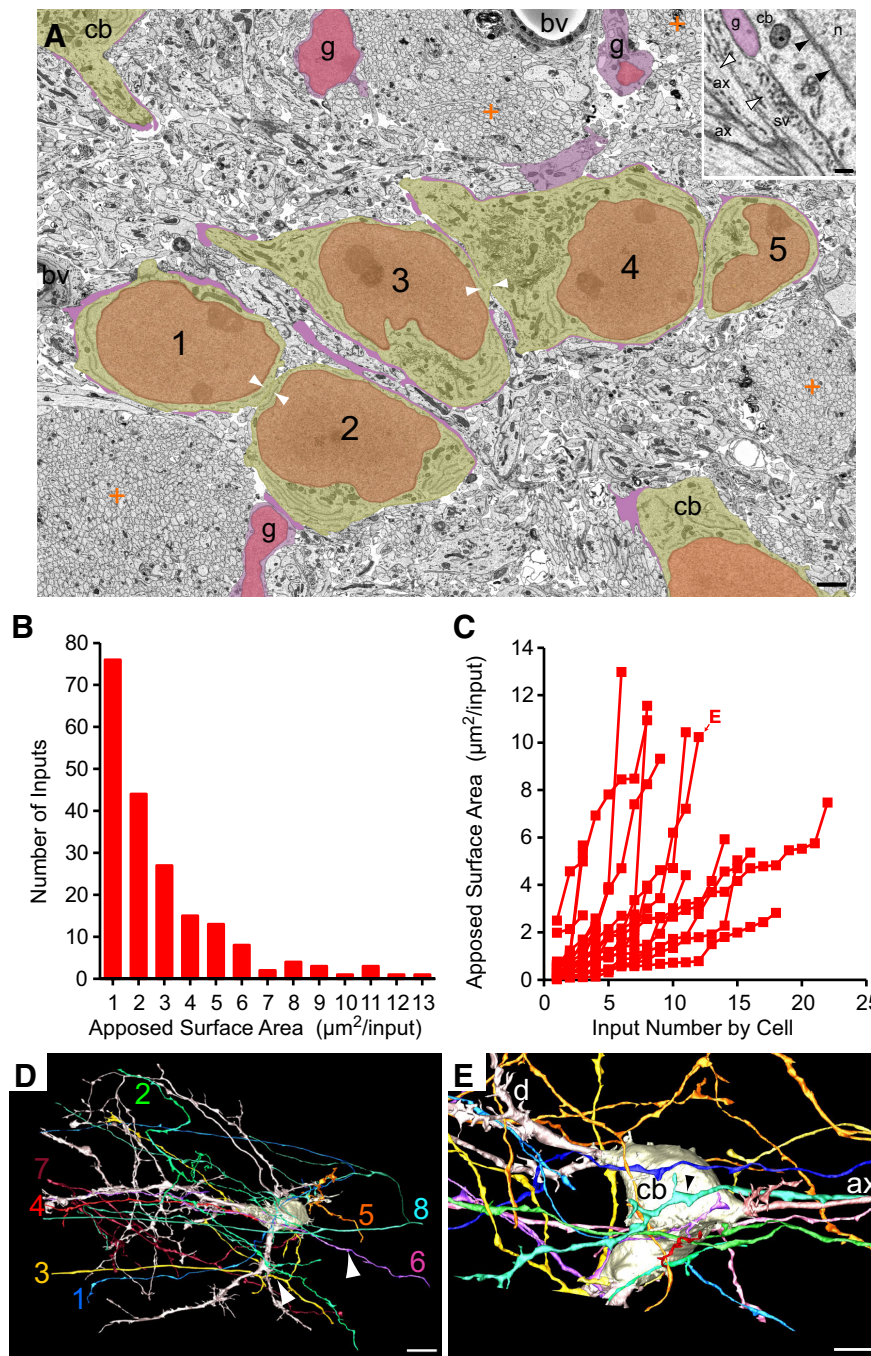 A
cb
g
bv
g
g
cb
n
ax
sv
ax
bv
1
2
3
4
5
g
cb
B
Number of Inputs
80
70
60
50
40
30
20
10
0
1 2 3 4 5 6 7 8 9 10 11 12 13
Apposed Surface Area (μm²/input)
C
Apposed Surface Area (μm²/input)
14
12
10
8
6
4
2
0
0 5 10 15 20 25
Input Number by Cell
E
D
2
7
4
5
8
6
3
1
E
d
cb
ax